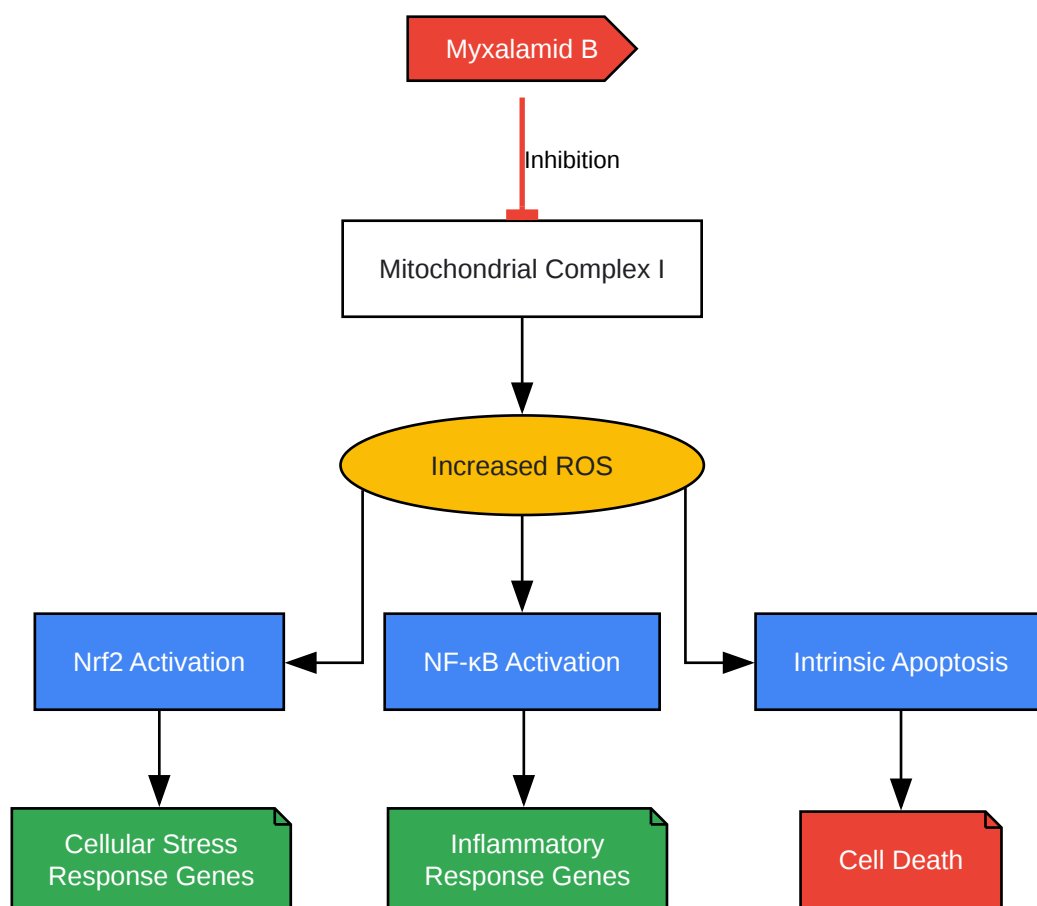 Myxalamid B
Inhibition
Mitochondrial Complex I
Increased ROS
Nrf2 Activation
NF-κB Activation
Intrinsic Apoptosis
Cellular Stress
Response Genes
Inflammatory
Response Genes
Cell Death